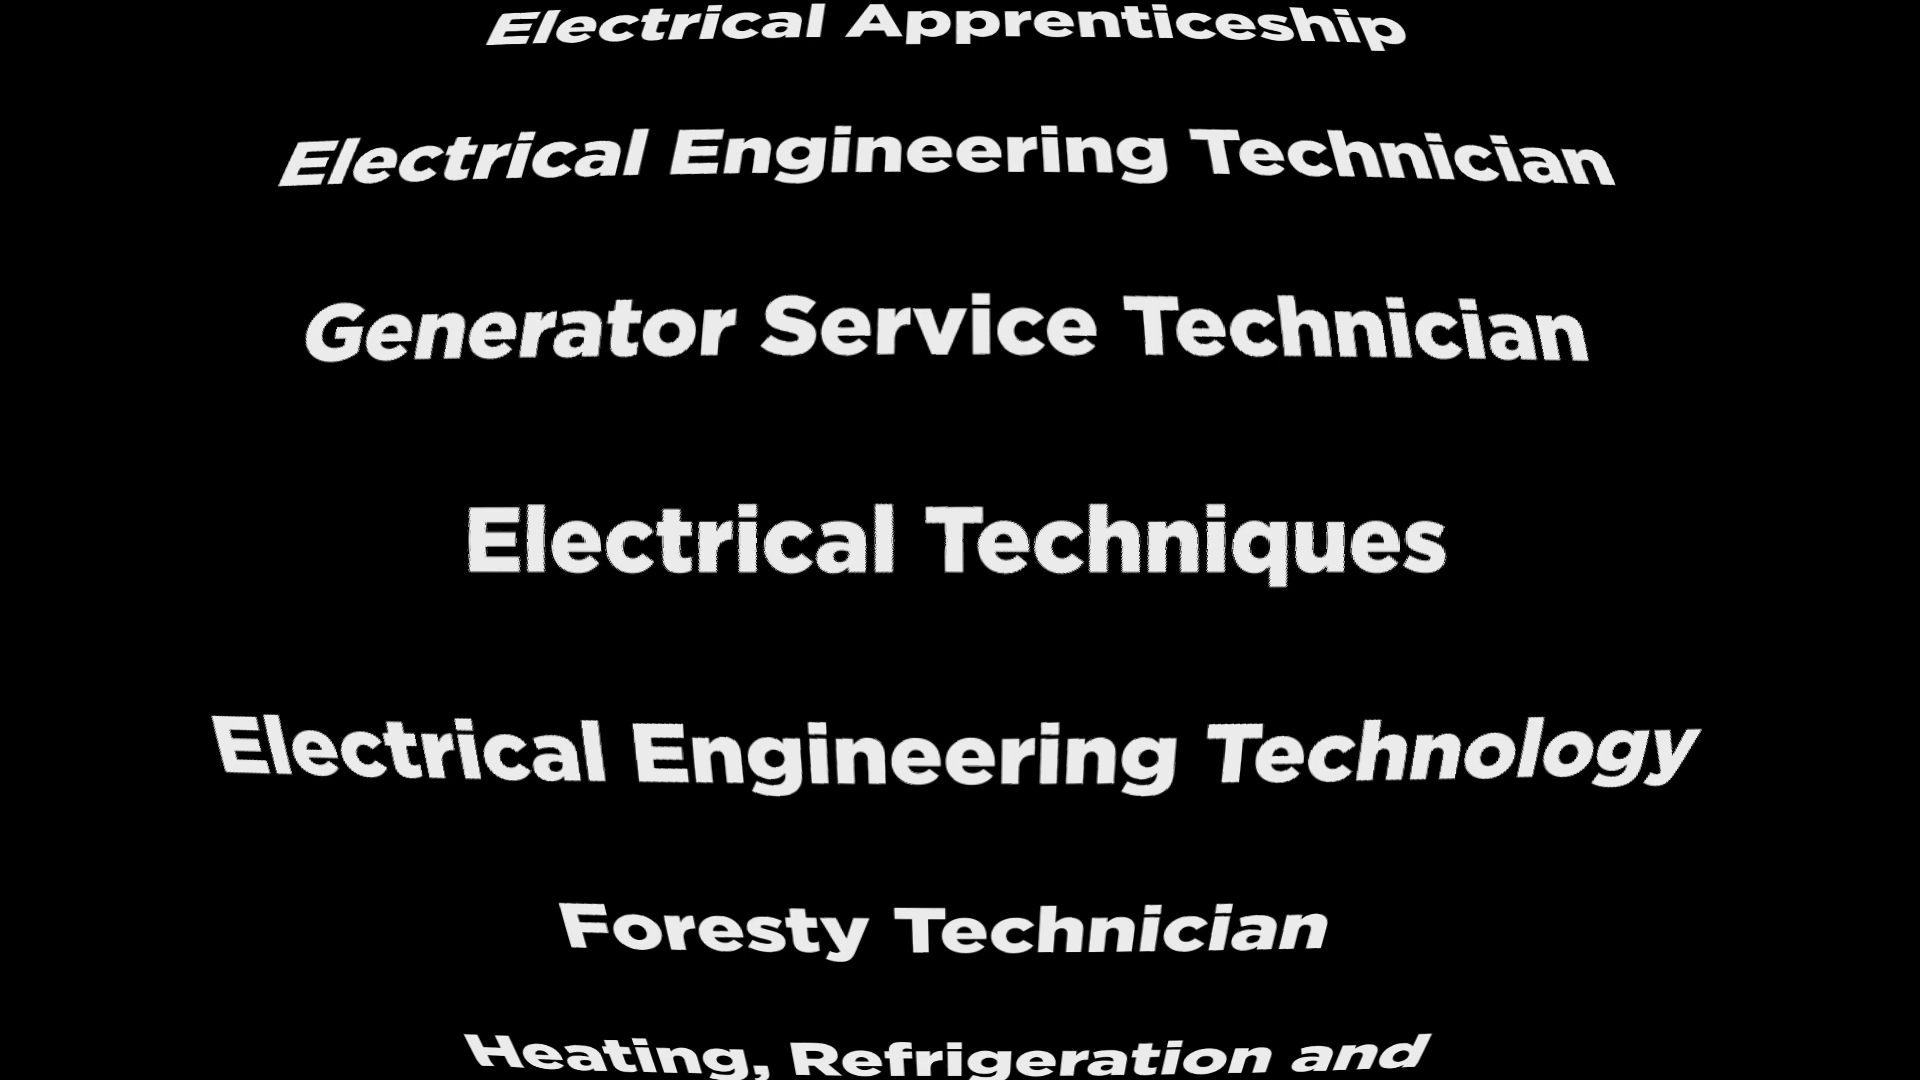 Electrical Apprenticeship
Electrical Engineering Technician
Generator Service Technician
Electrical Techniques
Electrical Engineering Technology
Foresty Technician
Heating, Refrigeration and